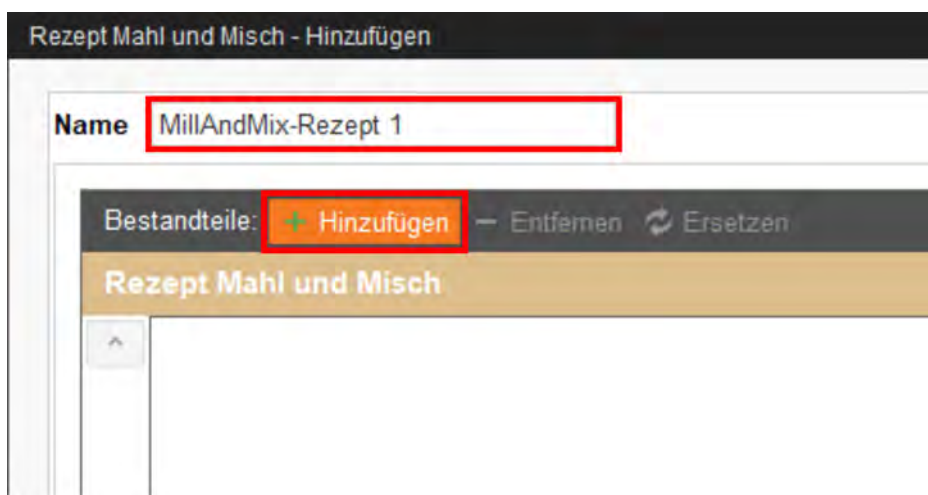 Rezept Mahl und Misch - Hinzufügen
Name MillAndMix-Rezept 1
Bestandteile: + Hinzufügen − Entfernen Ersetzen
Rezept Mahl und Misch